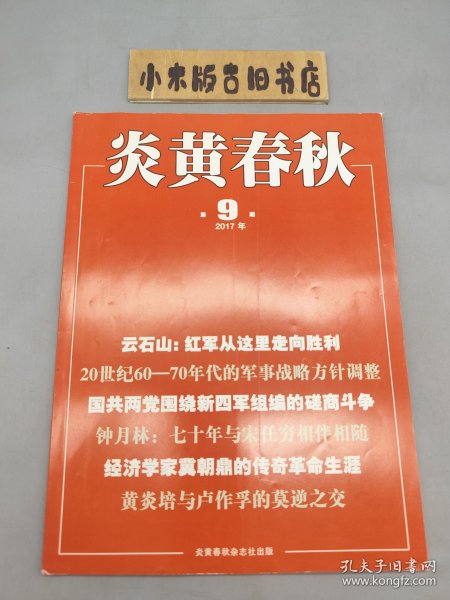 小木版古旧书店
炎黄春秋
第 9 期
2017 年
云石山：红军从这里走向胜利
20世纪60—70年代的军事战略方针调整
国共两党围绕新四军组编的磋商斗争
钟月林：七十年与宋任穷相伴相随
经济学家冀朝鼎的传奇革命生涯
黄炎培与卢作孚的莫逆之交
炎黄春秋杂志社出版
孔夫子旧书网
www.kongfz.com